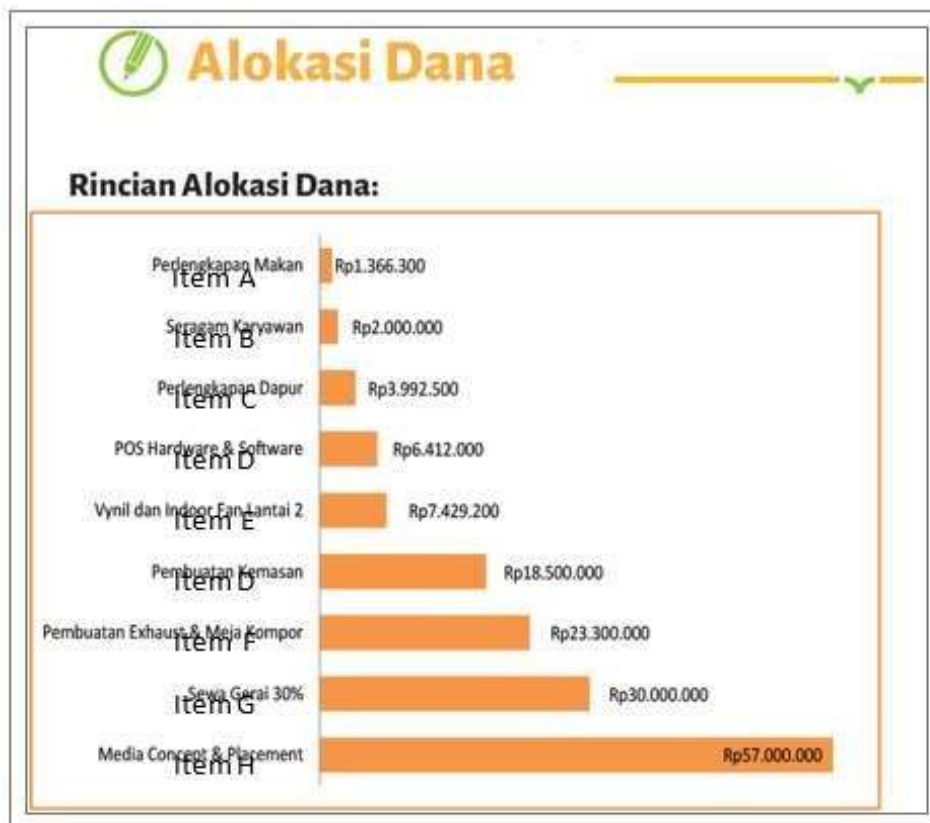 Alokasi Dana
Rincian Alokasi Dana:
Perlengkapan Makan
Item A
Rp1.366.300
Seragam Karyawan
Item B
Rp2.000.000
Perlengkapan Dapur
Item C
Rp3.992.500
POS Hardware & Software
Item D
Rp6.412.000
Vynil dan Indoor Fan Lantai 2
Item E
Rp7.429.200
Pembuatan Kemasan
Item D
Rp18.500.000
Pembuatan Exhaust & Meja Kompor
Item F
Rp23.300.000
Sewa Gerai 30%
Item G
Rp30.000.000
Media Concept & Placement
Item H
Rp57.000.000